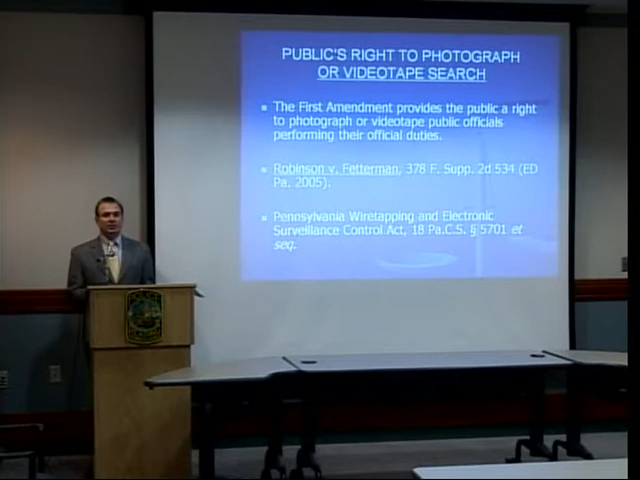 PUBLIC'S RIGHT TO PHOTOGRAPH
OR VIDEOTAPE SEARCH
The First Amendment provides the public a right
to photograph or videotape public officials
performing their official duties.
Robinson v. Fetterman, 378 F. Supp. 2d 534 (ED
Pa. 2005).
Pennsylvania Wiretapping and Electronic
Surveillance Control Act, 18 Pa.C.S. § 5701 et
seq.